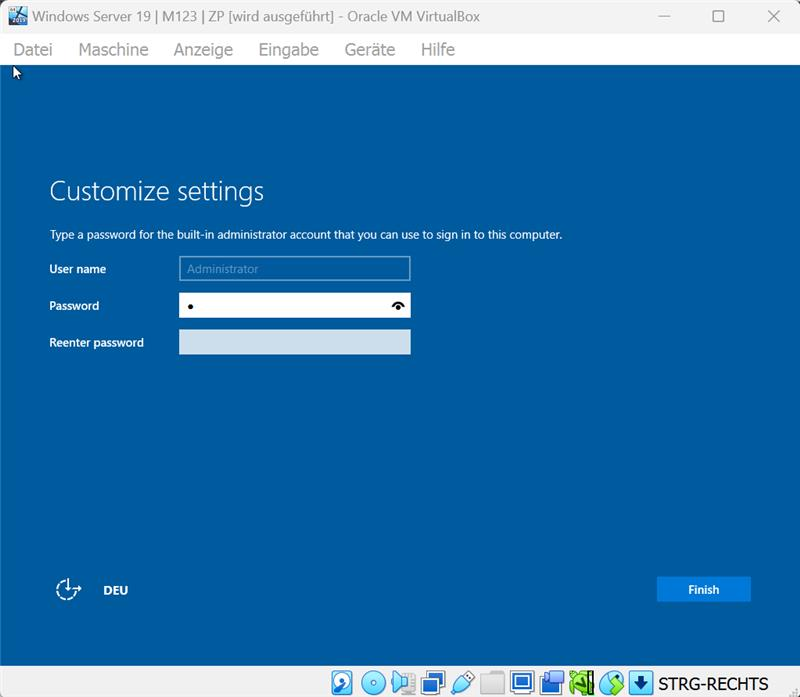 Windows Server 19 | M123 | ZP [wird ausgeführt] - Oracle VM VirtualBox
Datei Maschine Anzeige Eingabe Geräte Hilfe
Customize settings
Type a password for the built-in administrator account that you can use to sign in to this computer.
User name Administrator
Password
Reenter password
DEU Finish
STRG-RECHTS